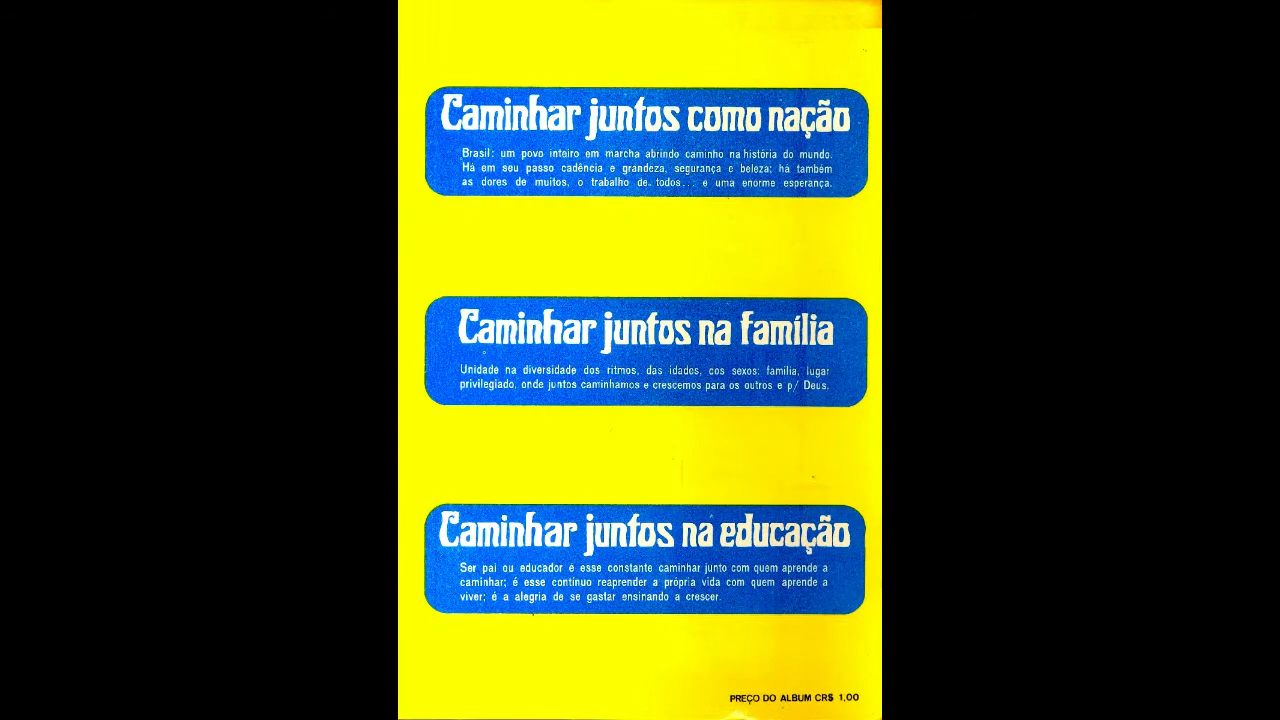 Caminhar juntos como nação
Brasil: um povo inteiro em marcha abrindo caminho na história do mundo.
Há em seu passo cadência e grandeza, segurança e beleza; há também
as dores de muitos, o trabalho de todos... e uma enorme esperança.
Caminhar juntos na família
Unidade na diversidade dos ritmos, das idades, dos sexos: família, lugar
privilegiado, onde juntos caminhamos e crescemos para os outros e p/ Deus.
Caminhar juntos na educação
Ser pai ou educador é esse constante caminhar junto com quem aprende a
caminhar; é esse contínuo reaprender a própria vida com quem aprende a
viver; é a alegria de se gastar ensinando a crescer.
PREÇO DO ALBUM CR$ 1,00